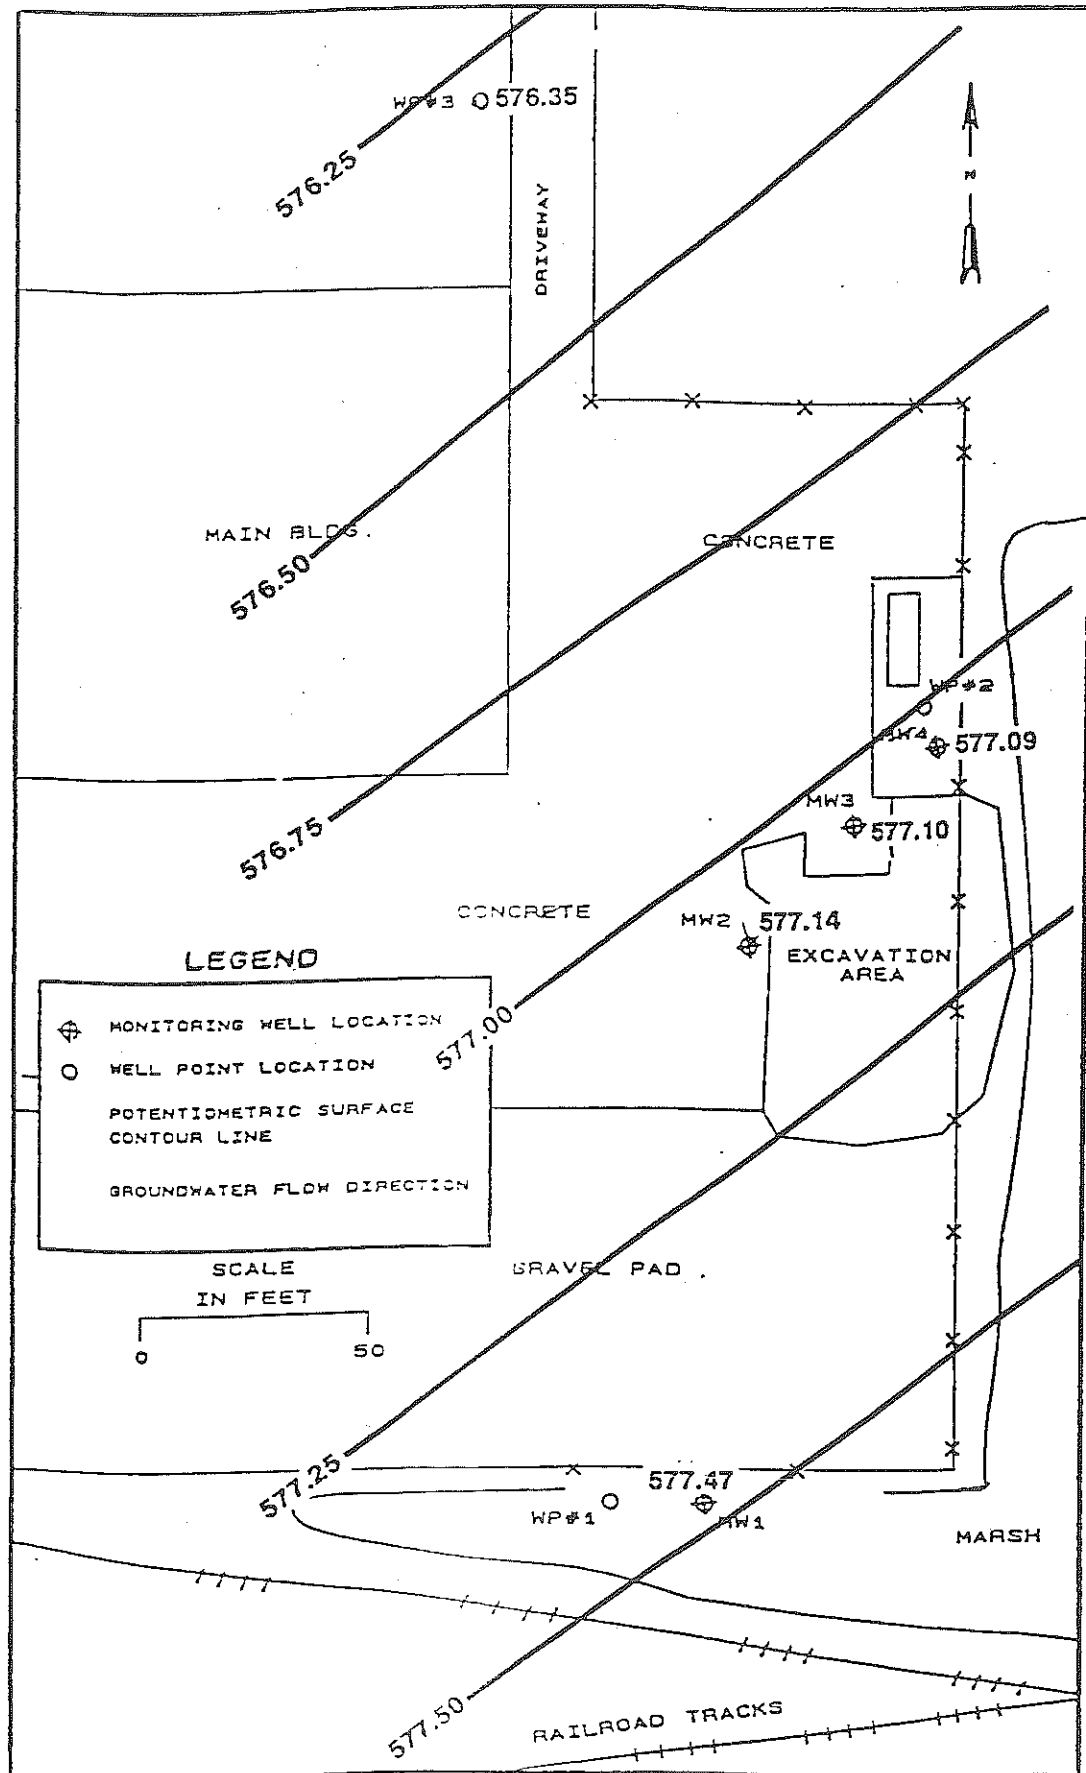 WP#3 576.35
576.25
N
DRIVEWAY
MAIN BLDG.
CONCRETE
576.50
WP#2
MW4 577.09
MW3
577.10
576.75
CONCRETE
MW2 577.14
EXCAVATION
AREA
577.00
LEGEND
MONITORING WELL LOCATION
WELL POINT LOCATION
POTENTIOMETRIC SURFACE
CONTOUR LINE
GROUNDWATER FLOW DIRECTION
SCALE
IN FEET
0 50
GRAVEL PAD
577.25
577.47
WP#1
MW1
MARSH
577.50
RAILROAD TRACKS